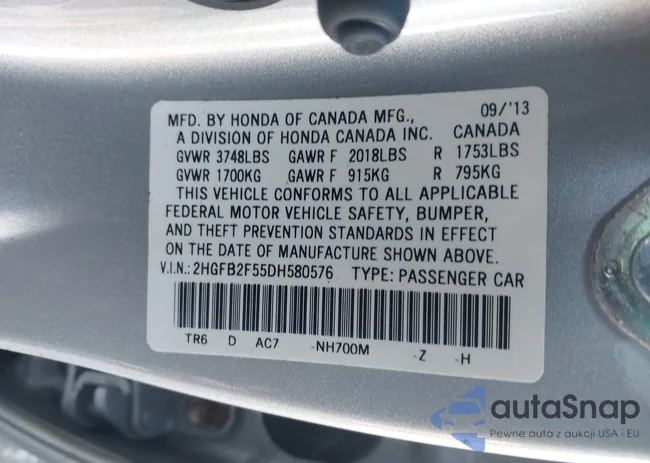 MFD. BY HONDA OF CANADA MFG., 09/'13
A DIVISION OF HONDA CANADA INC. CANADA
GVWR 3748LBS GAWR F 2018LBS R 1753LBS
GVWR 1700KG GAWR F 915KG R 795KG
THIS VEHICLE CONFORMS TO ALL APPLICABLE
FEDERAL MOTOR VEHICLE SAFETY, BUMPER,
AND THEFT PREVENTION STANDARDS IN EFFECT
ON THE DATE OF MANUFACTURE SHOWN ABOVE.
V.I.N.: 2HGFB2F55DH580576 TYPE: PASSENGER CAR
TR6 D AC7 -NH700M -Z -H
autaSnap
Pewne auta z aukcji USA i EU